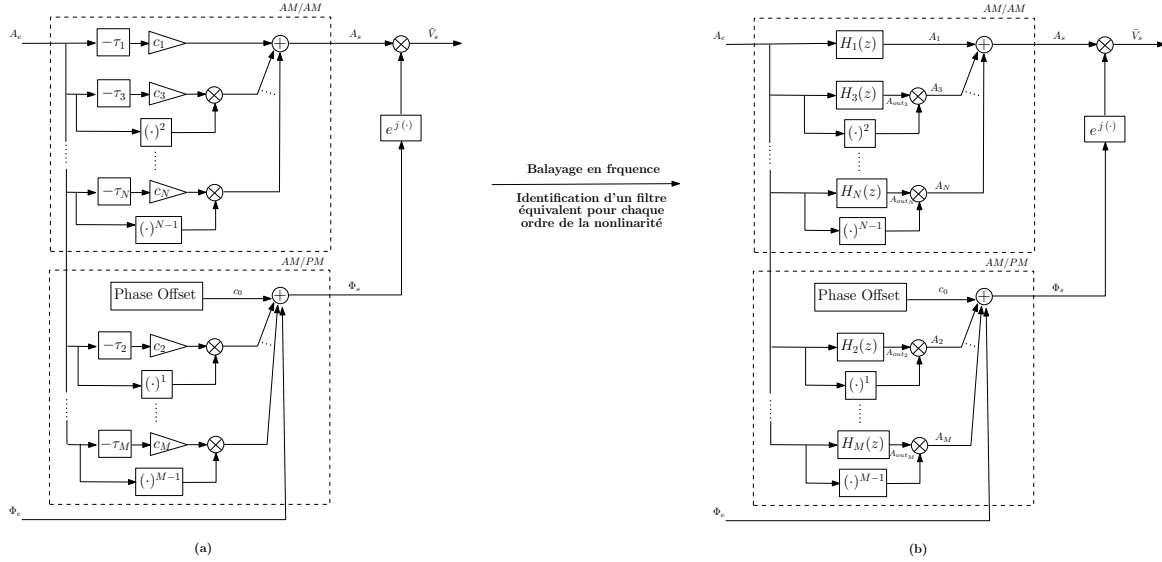 AM/AM
A_e
−τ_1
c_1
A_s
Ṽ_s
−τ_3
c_3
(·)^2
e^{j(·)}
−τ_N
c_N
(·)^{N−1}
AM/PM
Phase Offset
c_0
Φ_s
−τ_2
c_2
(·)^1
−τ_M
c_M
(·)^{M−1}
Φ_e
(a)
Balayage en frquence
Identification d'un filtre
équivalent pour chaque
ordre de la nonlinarité
AM/AM
A_e
H_1(z)
A_1
A_s
Ṽ_s
H_3(z)
A_{out_3}
A_3
(·)^2
e^{j(·)}
H_N(z)
A_{out_N}
A_N
(·)^{N−1}
AM/PM
Phase Offset
c_0
Φ_s
H_2(z)
A_{out_2}
A_2
(·)^1
H_M(z)
A_{out_M}
A_M
(·)^{M−1}
Φ_e
(b)